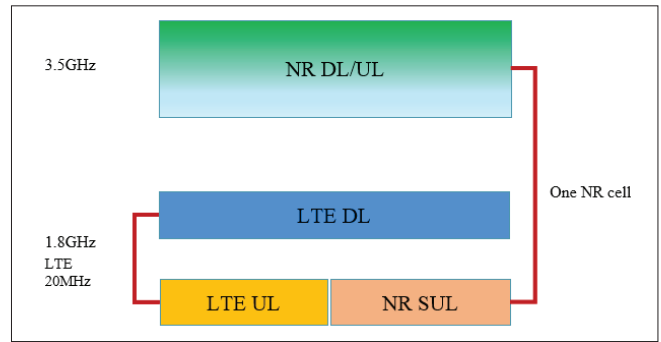 3.5GHz
NR DL/UL
One NR cell
LTE DL
1.8GHz
LTE
20MHz
LTE UL
NR SUL